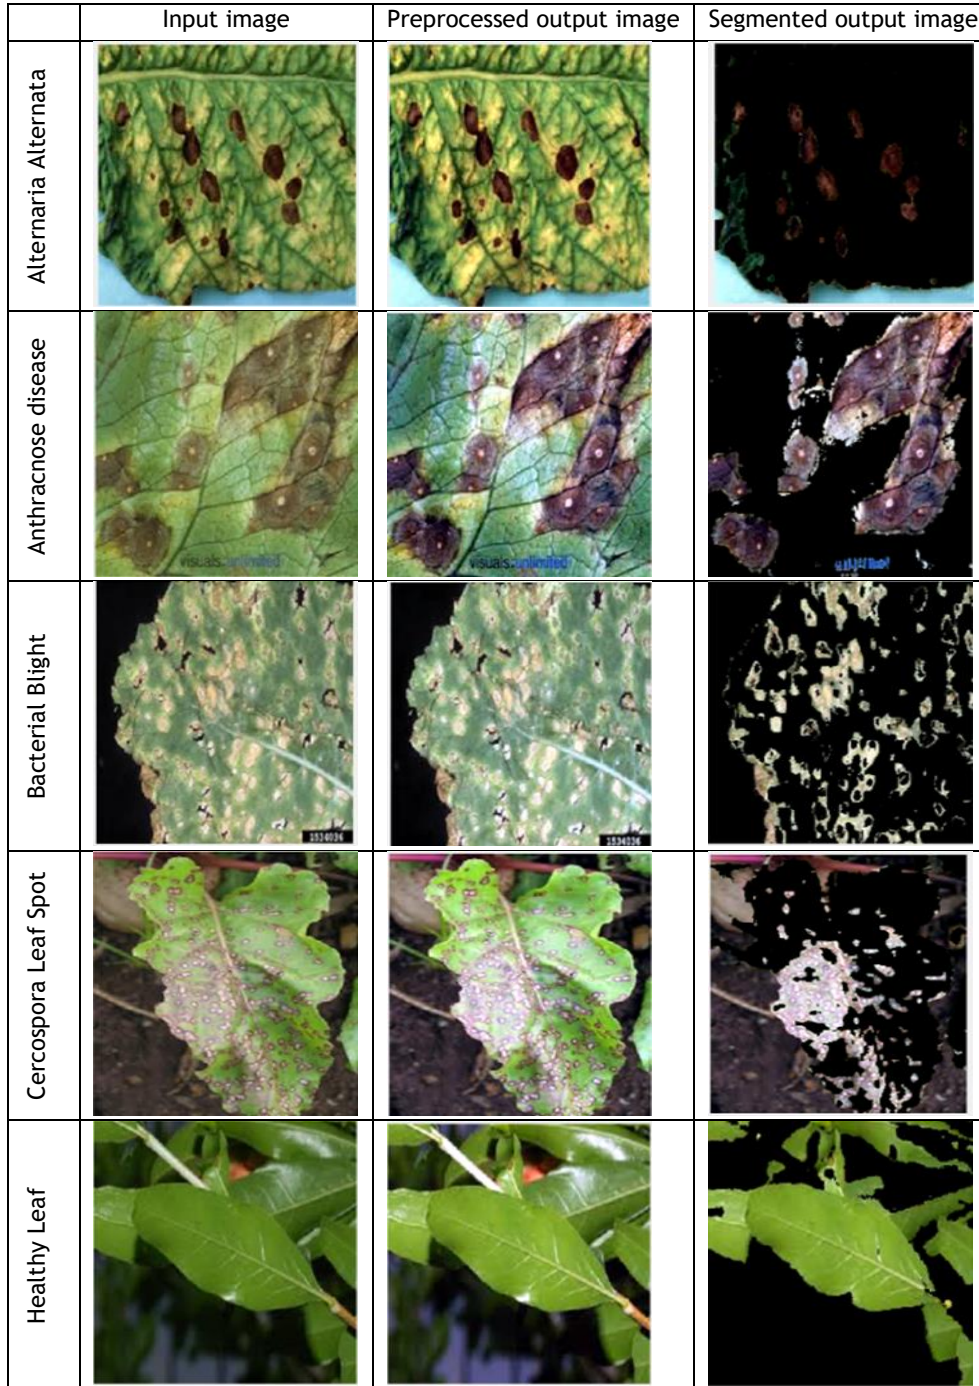 Input image
Preprocessed output image
Segmented output image
Alternaria Alternata
Anthracnose disease
visuals unlimited
visuals unlimited
Bacterial Blight
1534036
1534036
Cercospora Leaf Spot
Healthy Leaf